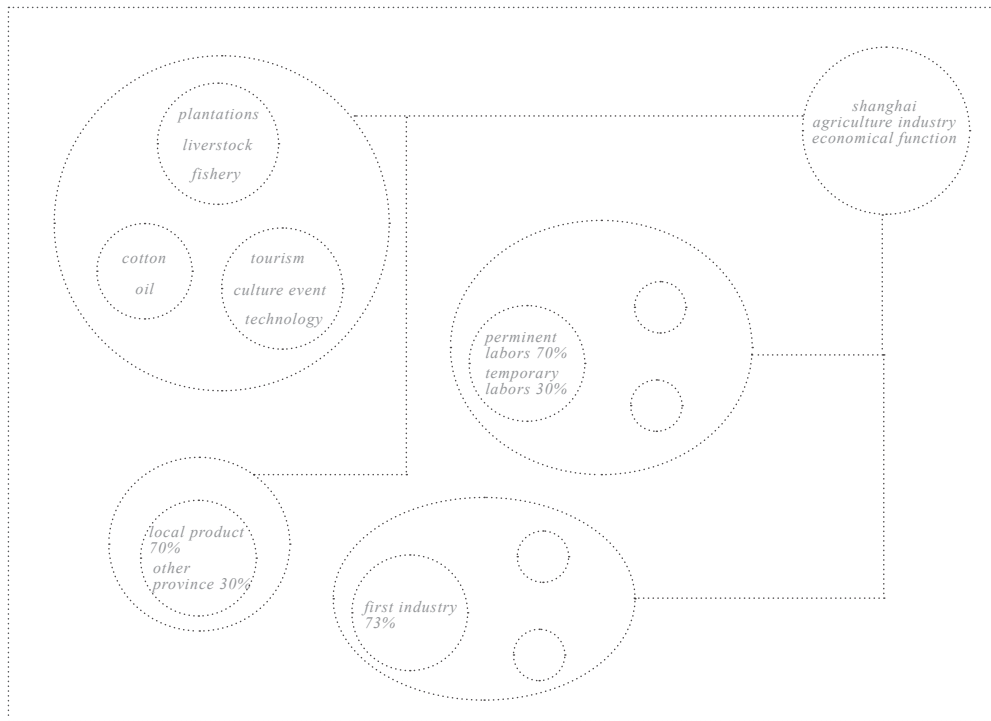 plantations
liverstock
fishery
shanghai
agriculture industry
economical function
cotton
oil
tourism
culture event
technology
perminent
labors 70%
temporary
labors 30%
local product
70%
other
province 30%
first industry
73%